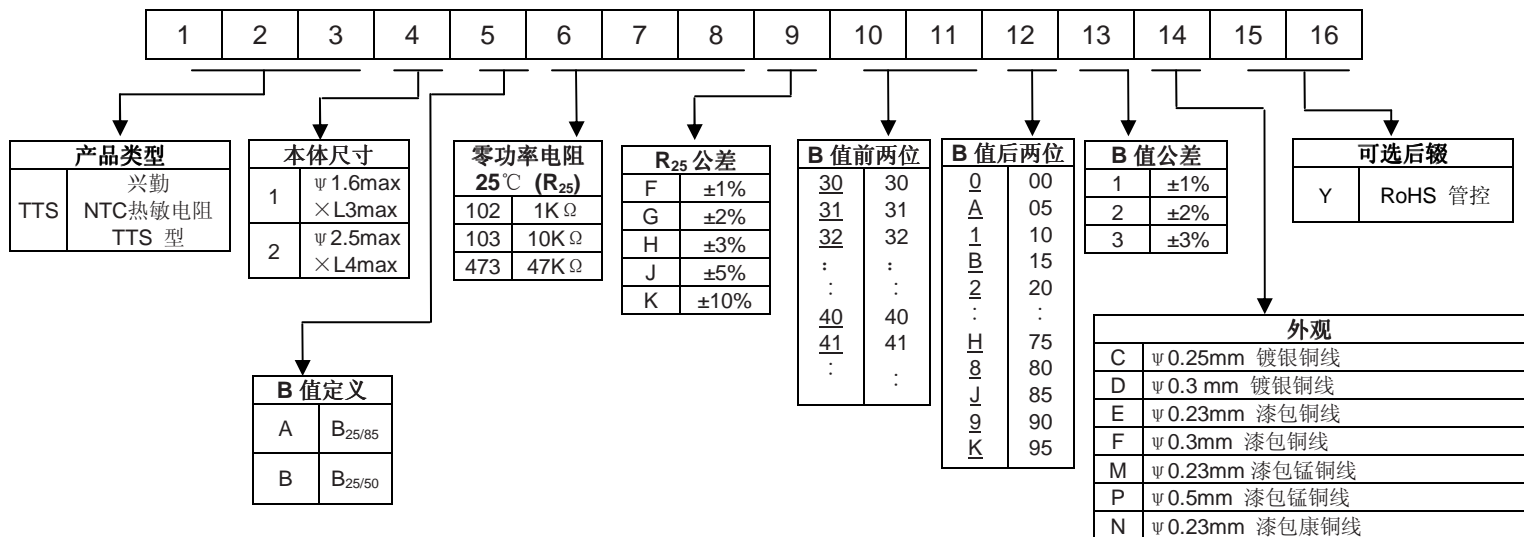 1 2 3 4 5 6 7 8 9 10 11 12 13 14 15 16
产品类型
TTS
兴勤
NTC热敏电阻
TTS 型
本体尺寸
1 ψ1.6max
×L3max
2 ψ2.5max
×L4max
零功率电阻
25℃ (R25)
102 1KΩ
103 10KΩ
473 47KΩ
R25 公差
F ±1%
G ±2%
H ±3%
J ±5%
K ±10%
B 值前两位
30 30
31 31
32 32
: :
: :
40 40
41 41
: :
B 值后两位
0 00
A 05
1 10
B 15
2 20
: :
H 75
8 80
J 85
9 90
K 95
B 值公差
1 ±1%
2 ±2%
3 ±3%
可选后辍
Y RoHS 管控
B 值定义
A B25/85
B B25/50
外观
C ψ0.25mm 镀银铜线
D ψ0.3 mm 镀银铜线
E ψ0.23mm 漆包铜线
F ψ0.3mm 漆包铜线
M ψ0.23mm 漆包锰铜线
P ψ0.5mm 漆包锰铜线
N ψ0.23mm 漆包康铜线